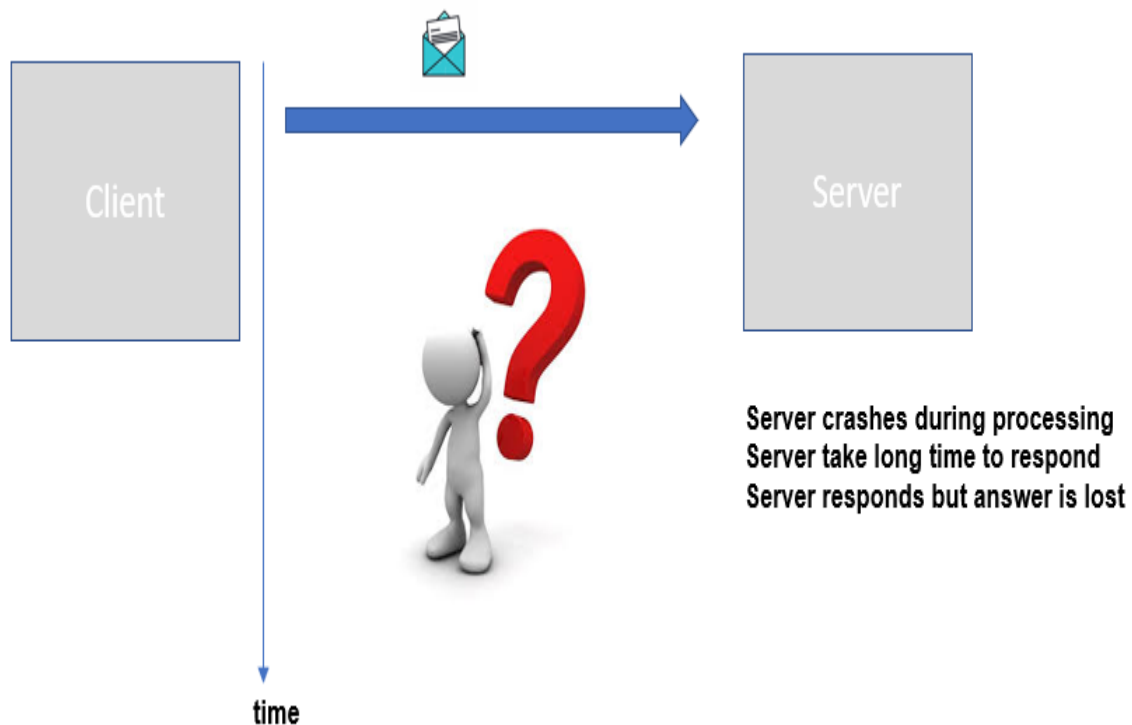 Client
Server
Server crashes during processing
Server take long time to respond
Server responds but answer is lost
time